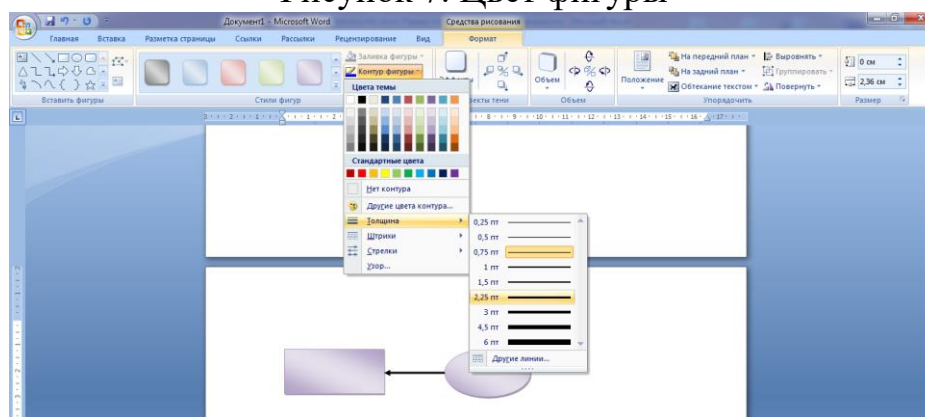 Рисунок 7. Цвет фигуры
Документ1 - Microsoft Word
Средства рисования
Главная Вставка Разметка страницы Ссылки Рассылки Рецензирование Вид Формат
Заливка фигуры
Контур фигуры
Объем
Положение
На передний план
На задний план
Обтекание текстом
Выровнять
Группировать
Повернуть
0 см
2,36 см
Вставить фигуры
Стили фигур
Объем
Упорядочить
Размер
Цвета темы
Стандартные цвета
Нет контура
Другие цвета контура...
Толщина
Штрихи
Стрелки
Узор...
0,25 пт
0,5 пт
0,75 пт
1 пт
1,5 пт
2,25 пт
3 пт
4,5 пт
6 пт
Другие линии...